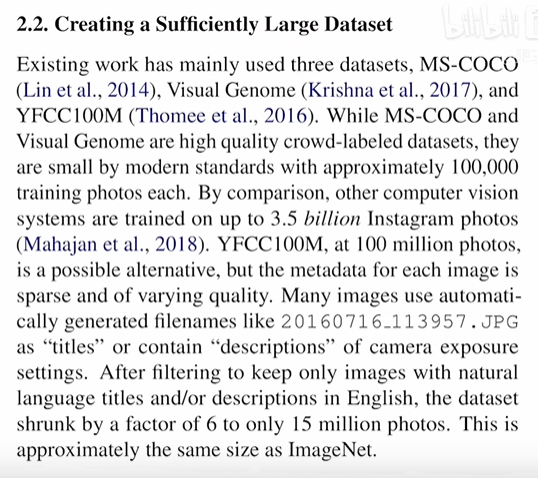 bilibili
2.2. Creating a Sufficiently Large Dataset
Existing work has mainly used three datasets, MS-COCO
(Lin et al., 2014), Visual Genome (Krishna et al., 2017), and
YFCC100M (Thomee et al., 2016). While MS-COCO and
Visual Genome are high quality crowd-labeled datasets, they
are small by modern standards with approximately 100,000
training photos each. By comparison, other computer vision
systems are trained on up to 3.5 billion Instagram photos
(Mahajan et al., 2018). YFCC100M, at 100 million photos,
is a possible alternative, but the metadata for each image is
sparse and of varying quality. Many images use automati-
cally generated filenames like 20160716_113957.JPG
as “titles” or contain “descriptions” of camera exposure
settings. After filtering to keep only images with natural
language titles and/or descriptions in English, the dataset
shrunk by a factor of 6 to only 15 million photos. This is
approximately the same size as ImageNet.